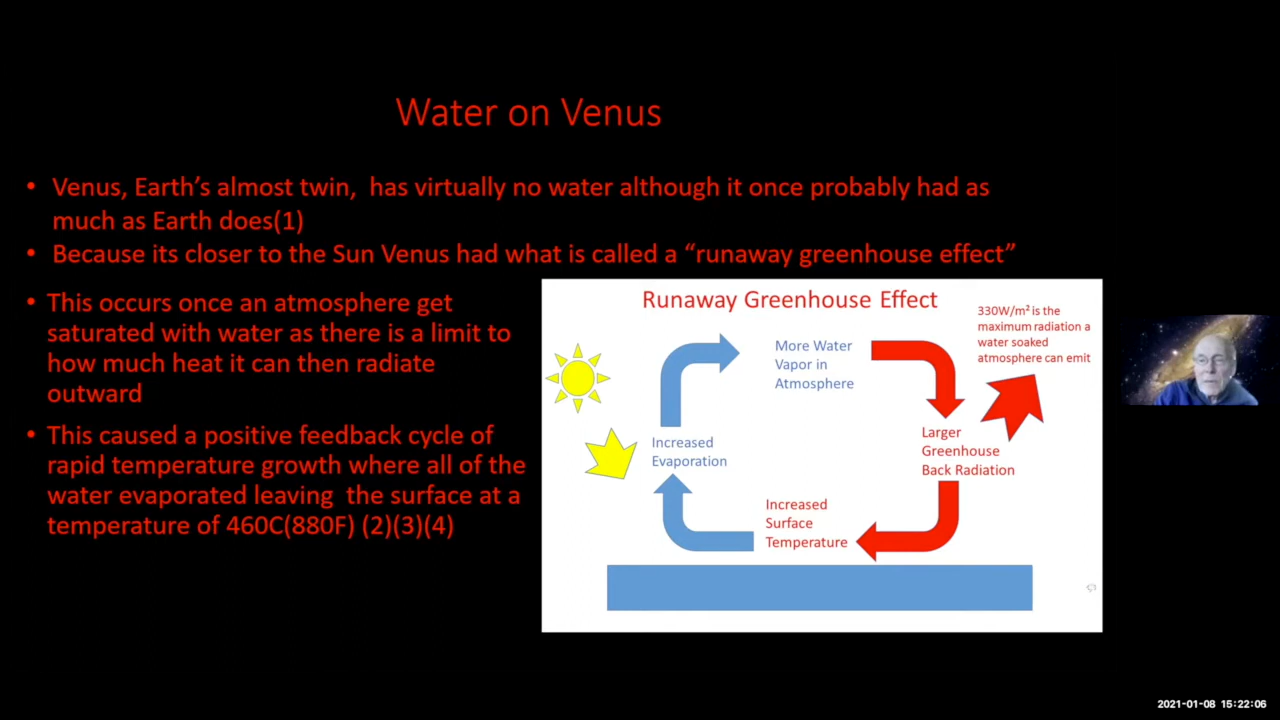 Water on Venus
• Venus, Earth’s almost twin,  has virtually no water although it once probably had as
much as Earth does(1)
• Because its closer to the Sun Venus had what is called a “runaway greenhouse effect”
• This occurs once an atmosphere get
saturated with water as there is a limit to
how much heat it can then radiate
outward
• This caused a positive feedback cycle of
rapid temperature growth where all of the
water evaporated leaving  the surface at a
temperature of 460C(880F) (2)(3)(4)
Runaway Greenhouse Effect
330W/m² is the
maximum radiation a
water soaked
atmosphere can emit
More Water
Vapor in
Atmosphere
Increased
Evaporation
Larger
Greenhouse
Back Radiation
Increased
Surface
Temperature
2021-01-08 15:22:06